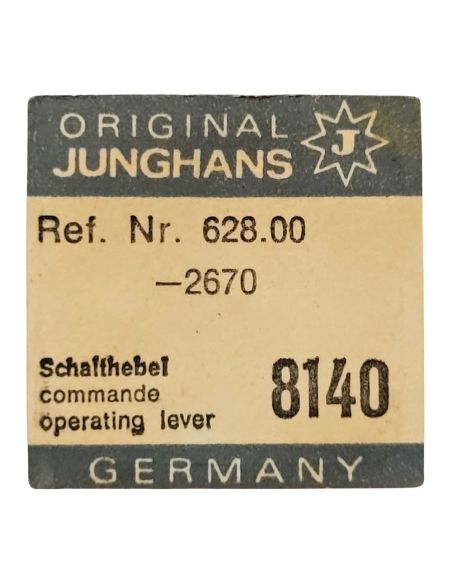 ORIGINAL
JUNGHANS J
Ref. Nr. 628.00
—2670
Schalthebel
commande
operating lever
8140
GERMANY